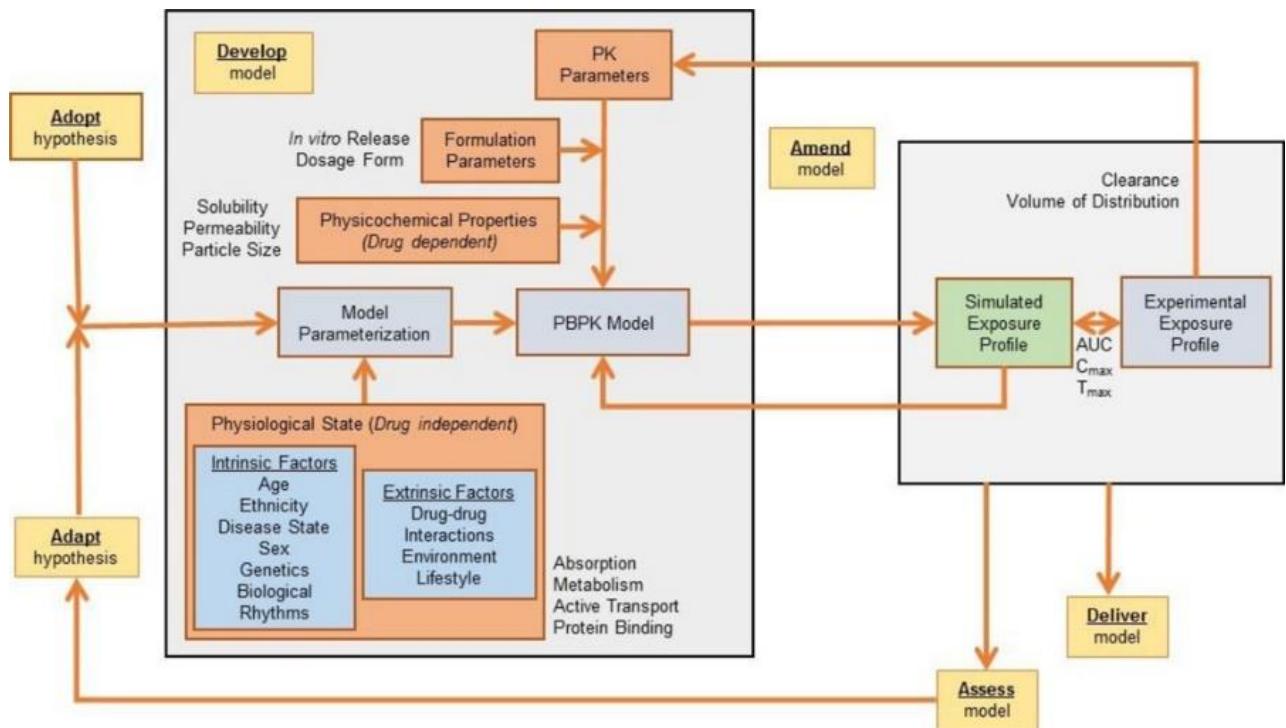 Develop
model
PK
Parameters
Adopt
hypothesis
In vitro Release
Dosage Form
Formulation
Parameters
Amend
model
Clearance
Volume of Distribution
Solubility
Permeability
Particle Size
Physicochemical Properties
(Drug dependent)
Model
Parameterization
PBPK Model
Simulated
Exposure
Profile
AUC
Cmax
Tmax
Experimental
Exposure
Profile
Physiological State (Drug independent)
Intrinsic Factors
Age
Ethnicity
Disease State
Sex
Genetics
Biological
Rhythms
Extrinsic Factors
Drug-drug
Interactions
Environment
Lifestyle
Absorption
Metabolism
Active Transport
Protein Binding
Adapt
hypothesis
Deliver
model
Assess
model